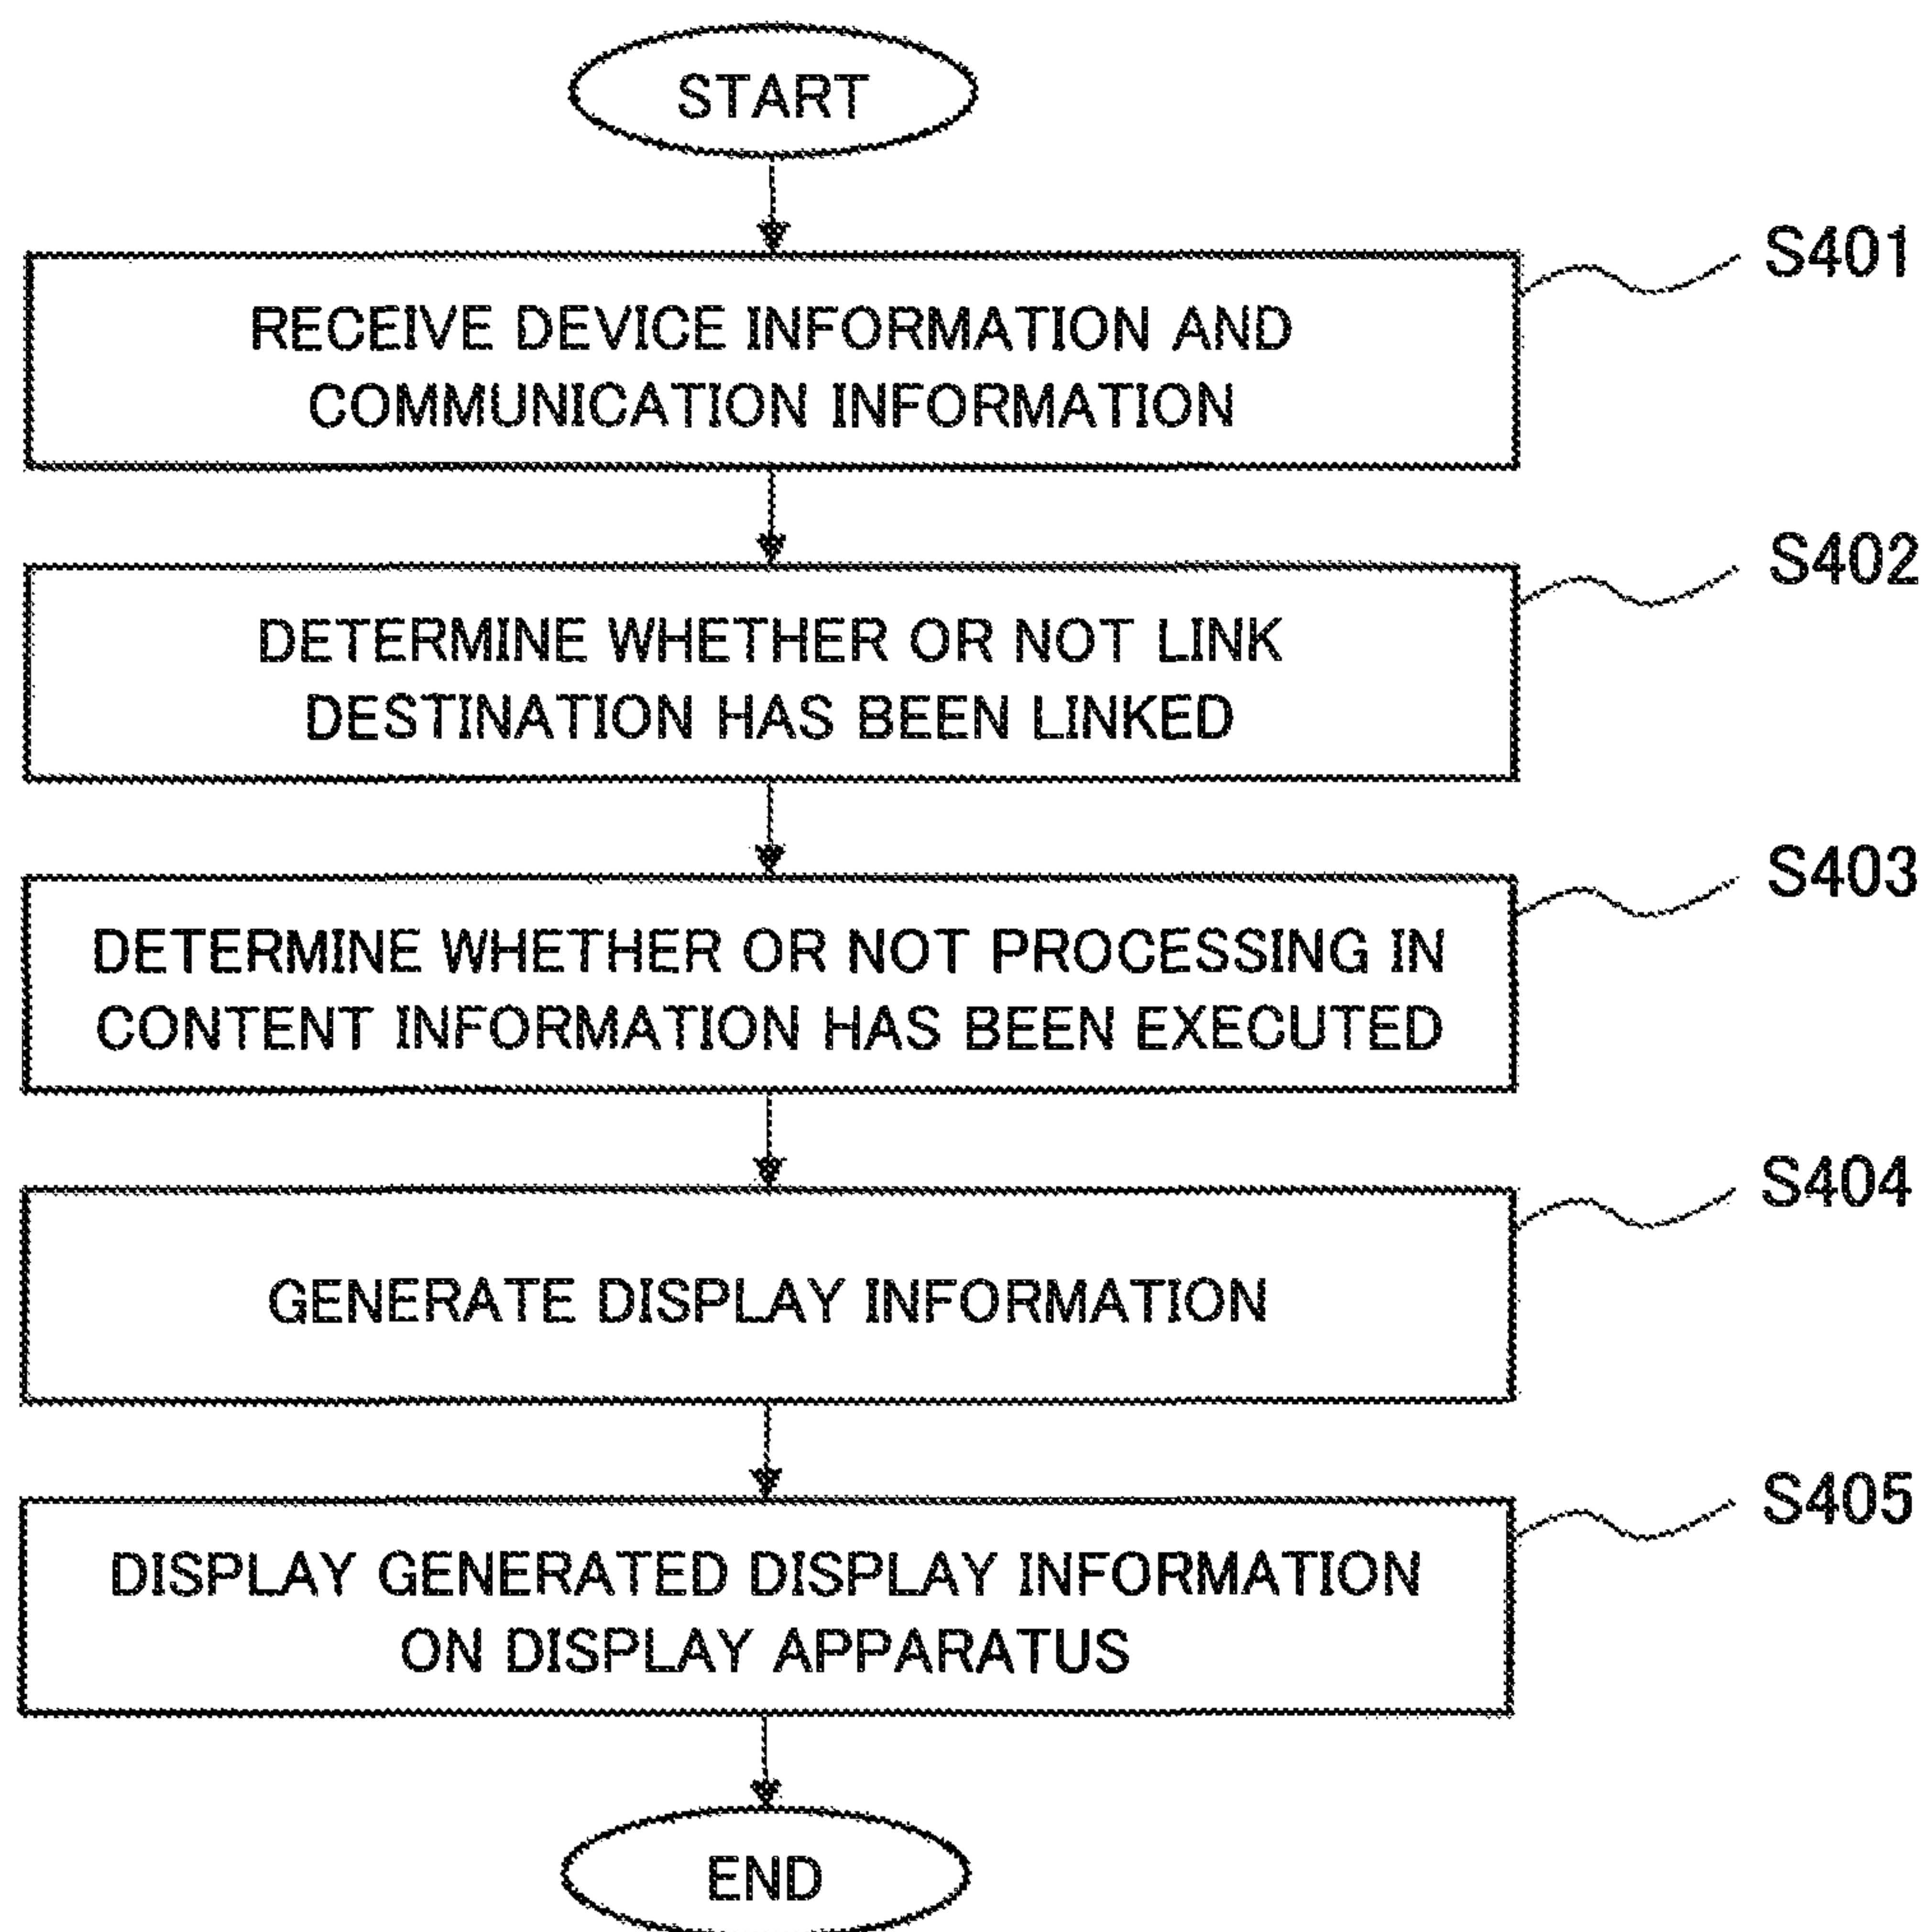 START
S401
RECEIVE DEVICE INFORMATION AND
COMMUNICATION INFORMATION
S402
DETERMINE WHETHER OR NOT LINK
DESTINATION HAS BEEN LINKED
S403
DETERMINE WHETHER OR NOT PROCESSING IN
CONTENT INFORMATION HAS BEEN EXECUTED
S404
GENERATE DISPLAY INFORMATION
S405
DISPLAY GENERATED DISPLAY INFORMATION
ON DISPLAY APPARATUS
END